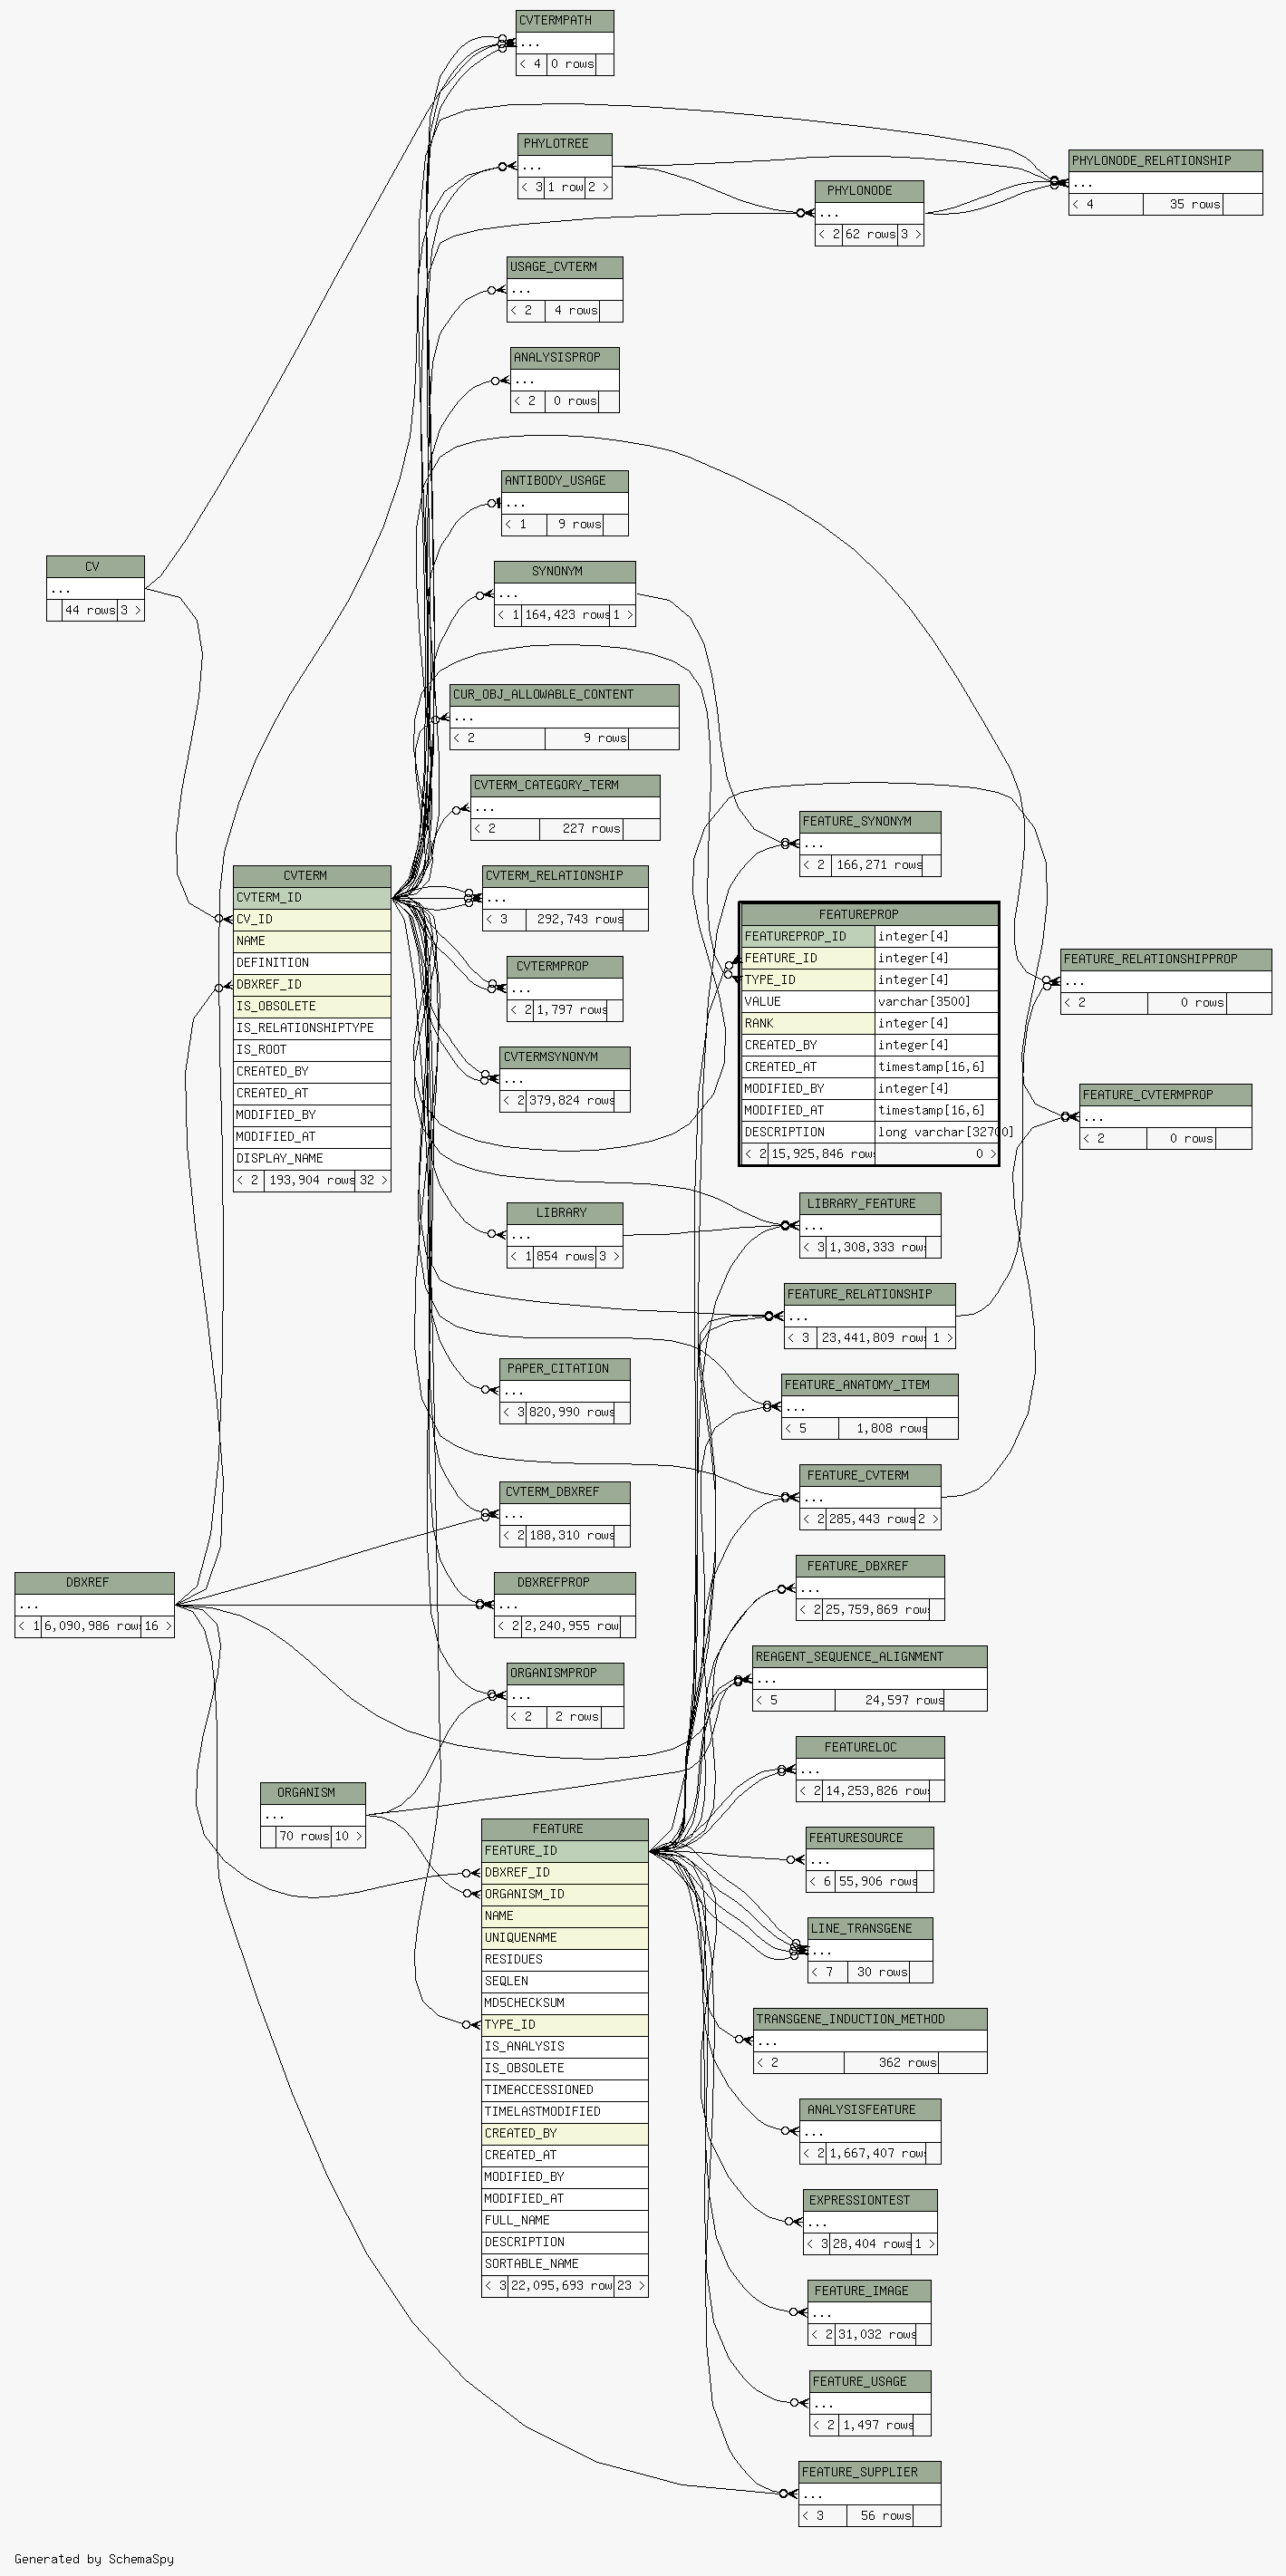 CVTERMPATH
...
< 4 0 rows
PHYLOTREE
...
< 3 1 row 2 >
PHYLONODE_RELATIONSHIP
...
< 4 35 rows
PHYLONODE
...
< 2 62 rows 3 >
USAGE_CVTERM
...
< 2 4 rows
ANALYSISPROP
...
< 2 0 rows
ANTIBODY_USAGE
...
< 1 9 rows
CV
...
44 rows 3 >
SYNONYM
...
< 1 164,423 rows 1 >
CUR_OBJ_ALLOWABLE_CONTENT
...
< 2 9 rows
CVTERM_CATEGORY_TERM
...
< 2 227 rows
FEATURE_SYNONYM
...
< 2 166,271 rows
CVTERM
CVTERM_ID
CV_ID
NAME
DEFINITION
DBXREF_ID
IS_OBSOLETE
IS_RELATIONSHIPTYPE
IS_ROOT
CREATED_BY
CREATED_AT
MODIFIED_BY
MODIFIED_AT
DISPLAY_NAME
< 2 193,904 rows 32 >
CVTERM_RELATIONSHIP
...
< 3 292,743 rows
FEATUREPROP
FEATUREPROP_ID integer[4]
FEATURE_ID integer[4]
TYPE_ID integer[4]
VALUE varchar[3500]
RANK integer[4]
CREATED_BY integer[4]
CREATED_AT timestamp[16,6]
MODIFIED_BY integer[4]
MODIFIED_AT timestamp[16,6]
DESCRIPTION long varchar[32700]
< 2 15,925,846 rows 0 >
FEATURE_RELATIONSHIPPROP
...
< 2 0 rows
CVTERMPROP
...
< 2 1,797 rows
CVTERMSYNONYM
...
< 2 379,824 rows
FEATURE_CVTERMPROP
...
< 2 0 rows
LIBRARY_FEATURE
...
< 3 1,308,333 rows
LIBRARY
...
< 1 854 rows 3 >
FEATURE_RELATIONSHIP
...
< 3 23,441,809 rows 1 >
PAPER_CITATION
...
< 3 820,990 rows
FEATURE_ANATOMY_ITEM
...
< 5 1,808 rows
FEATURE_CVTERM
...
< 2 285,443 rows 2 >
CVTERM_DBXREF
...
< 2 188,310 rows
FEATURE_DBXREF
...
< 2 25,759,869 rows
DBXREF
...
< 1 6,090,986 rows 16 >
DBXREFPROP
...
< 2 2,240,955 row
REAGENT_SEQUENCE_ALIGNMENT
...
< 5 24,597 rows
ORGANISMPROP
...
< 2 2 rows
FEATURELOC
...
< 2 14,253,826 rows
ORGANISM
...
70 rows 10 >
FEATURE
FEATURE_ID
DBXREF_ID
ORGANISM_ID
NAME
UNIQUENAME
RESIDUES
SEQLEN
MD5CHECKSUM
TYPE_ID
IS_ANALYSIS
IS_OBSOLETE
TIMEACCESSIONED
TIMELASTMODIFIED
CREATED_BY
CREATED_AT
MODIFIED_BY
MODIFIED_AT
FULL_NAME
DESCRIPTION
SORTABLE_NAME
< 3 22,095,693 row 23 >
FEATURESOURCE
...
< 6 55,906 rows
LINE_TRANSGENE
...
< 7 30 rows
TRANSGENE_INDUCTION_METHOD
...
< 2 362 rows
ANALYSISFEATURE
...
< 2 1,667,407 rows
EXPRESSIONTEST
...
< 3 28,404 rows 1 >
FEATURE_IMAGE
...
< 2 31,032 rows
FEATURE_USAGE
...
< 2 1,497 rows
FEATURE_SUPPLIER
...
< 3 56 rows
Generated by SchemaSpy